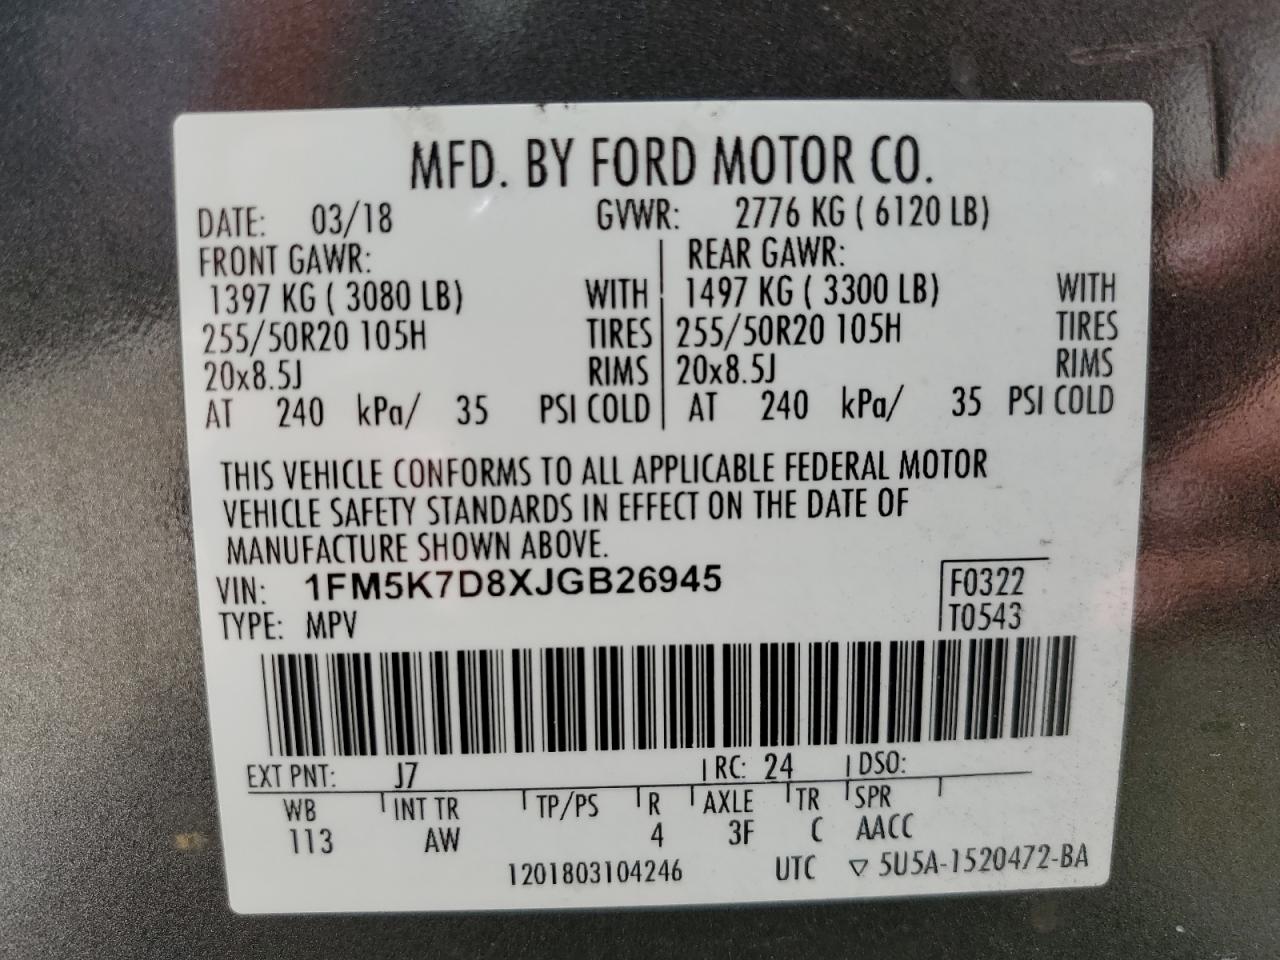 MFD. BY FORD MOTOR CO.
DATE: 03/18 GVWR: 2776 KG ( 6120 LB)
FRONT GAWR: REAR GAWR:
1397 KG ( 3080 LB) WITH 1497 KG ( 3300 LB) WITH
255/50R20 105H TIRES 255/50R20 105H TIRES
20x8.5J RIMS 20x8.5J RIMS
AT 240 kPa/ 35 PSI COLD AT 240 kPa/ 35 PSI COLD
THIS VEHICLE CONFORMS TO ALL APPLICABLE FEDERAL MOTOR
VEHICLE SAFETY STANDARDS IN EFFECT ON THE DATE OF
MANUFACTURE SHOWN ABOVE.
VIN: 1FM5K7D8XJGB26945 F0322
TYPE: MPV T0543
EXT PNT: J7 RC: 24 DSO:
WB INT TR TP/PS R AXLE TR SPR
113 AW 4 3F C AACC
1201803104246 UTC ▽ 5U5A-1520472-BA